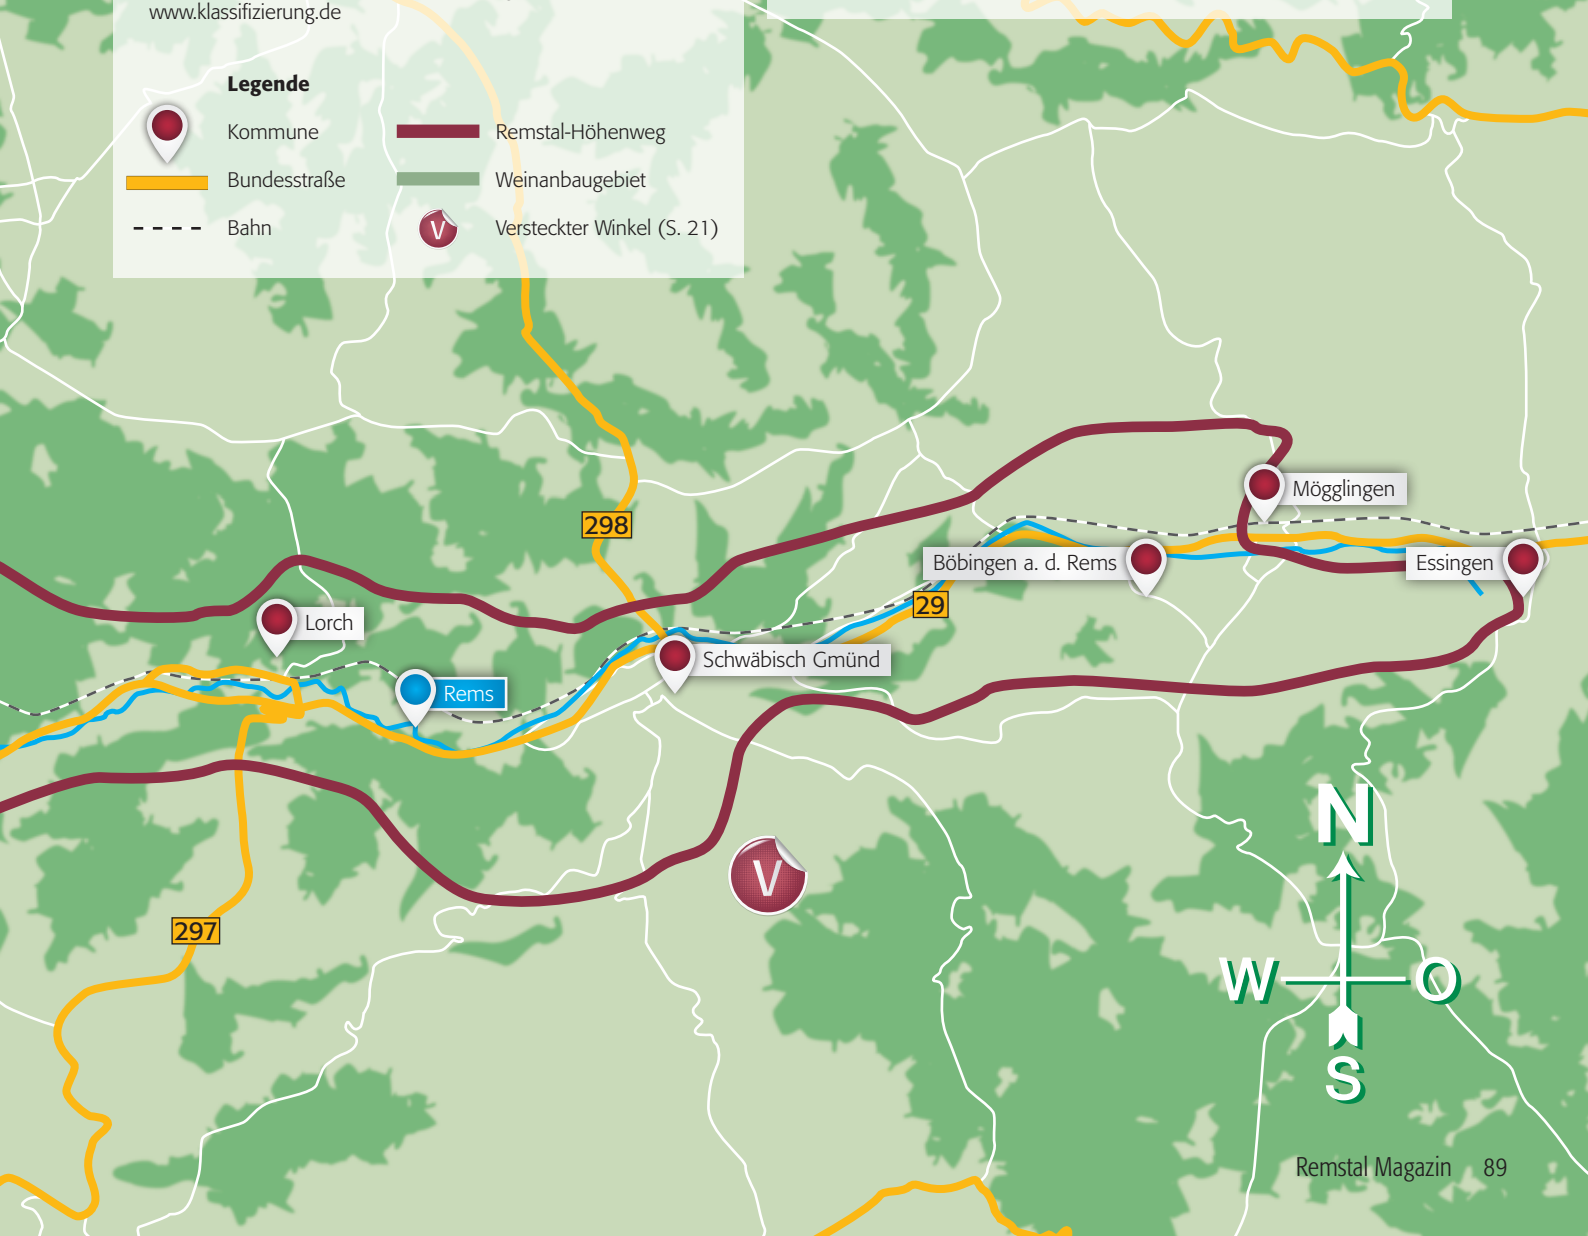 www.klassifizierung.de
Legende
Kommune
Remstal-Höhenweg
Bundesstraße
Weinanbaugebiet
Bahn
V
Versteckter Winkel (S. 21)
298
Mögglingen
Böbingen a. d. Rems
Essingen
29
Lorch
Schwäbisch Gmünd
Rems
N
V
297
W
O
S
Remstal Magazin 89